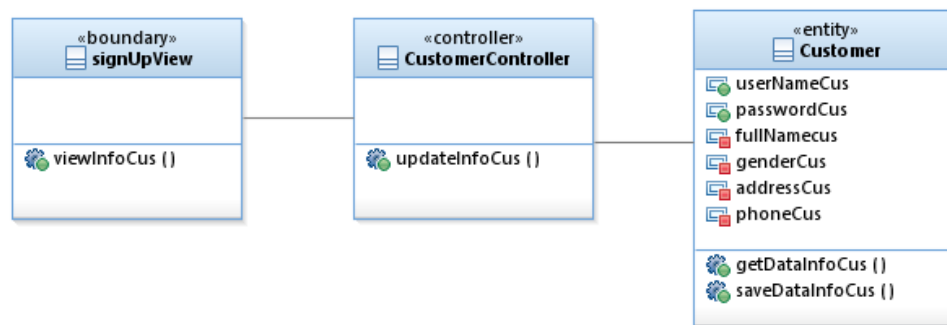 «boundary»
signUpView
viewInfoCus ()
«controller»
CustomerController
updateInfoCus ()
«entity»
Customer
userNameCus
passwordCus
fullNamecus
genderCus
addressCus
phoneCus
getDataInfoCus ()
saveDataInfoCus ()